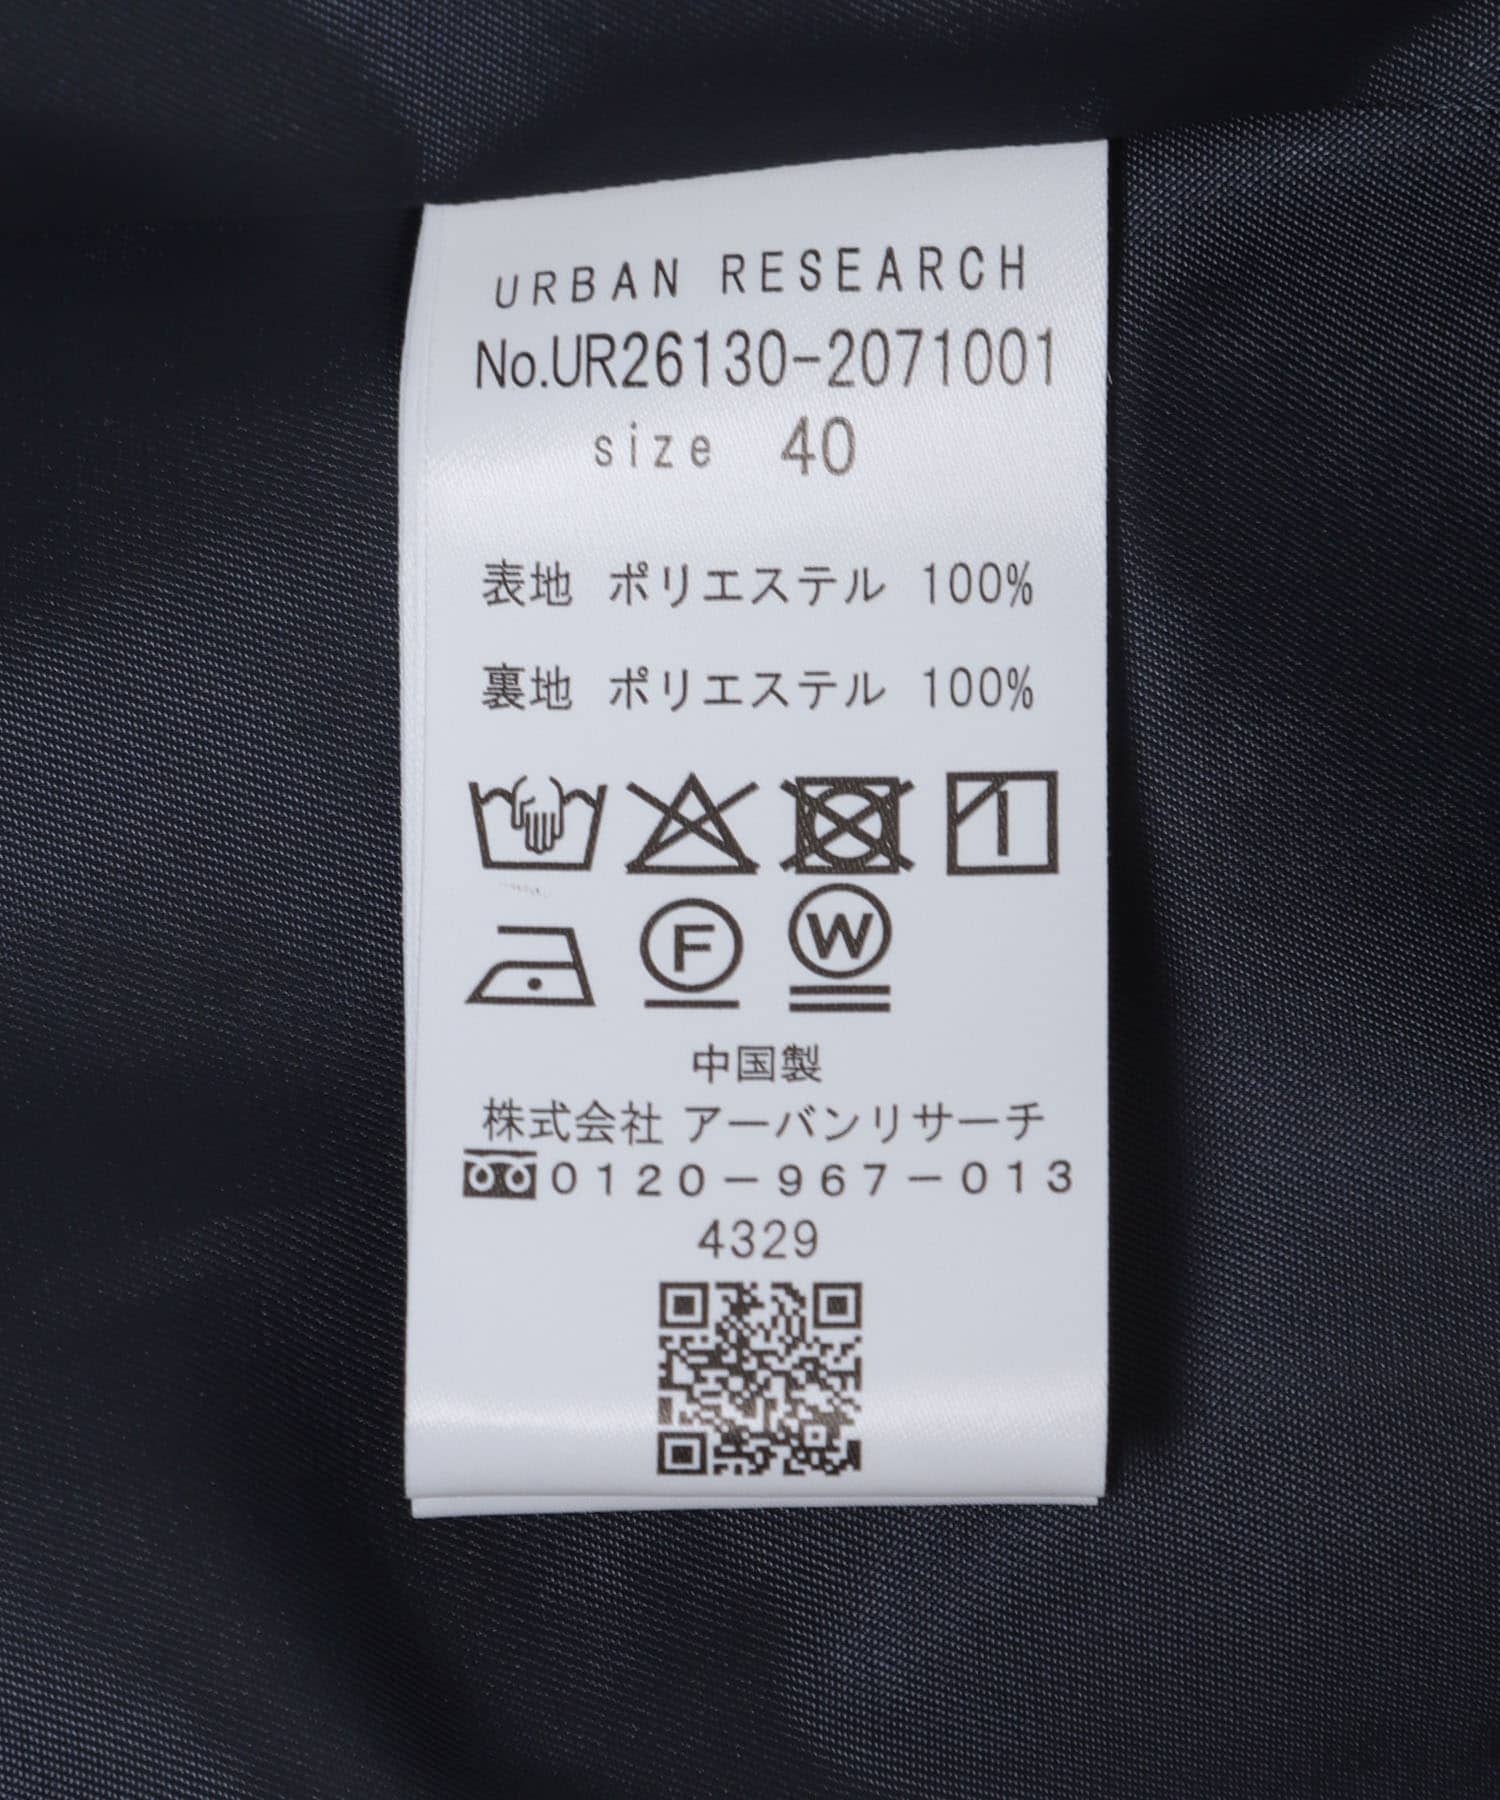 URBAN RESEARCH
No.UR26130-2071001
size 40
表地 ポリエステル 100%
裏地 ポリエステル 100%
F W
中国製
株式会社 アーバンリサーチ
0120-967-013
4329